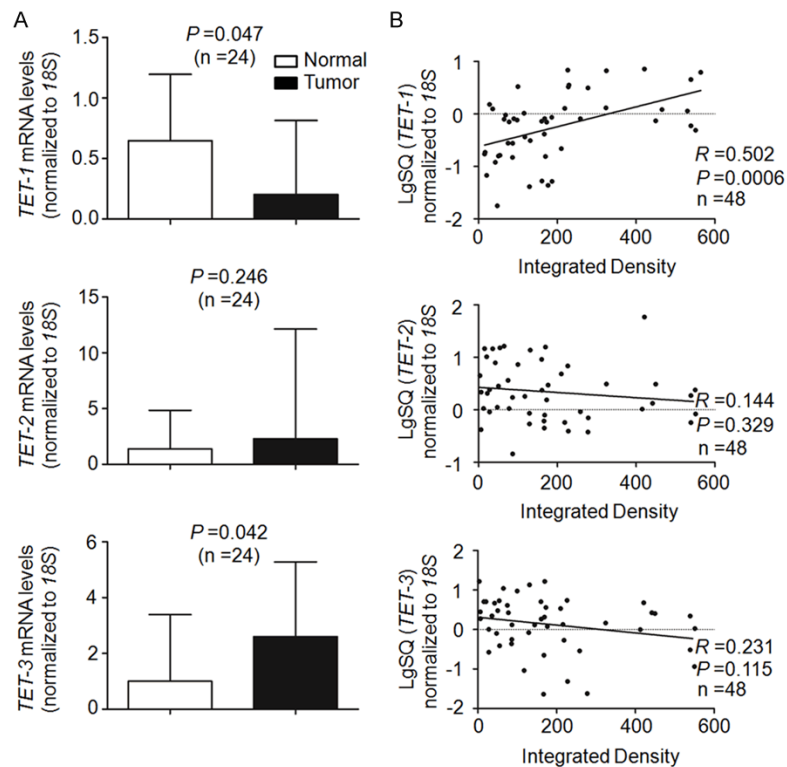 A
TET-1 mRNA levels
(normalized to 18S)
1.5
1.0
0.5
0.0
P =0.047
(n =24)
Normal
Tumor
TET-2 mRNA levels
(normalized to 18S)
15
10
5
0
P =0.246
(n =24)
TET-3 mRNA levels
(normalized to 18S)
6
4
2
0
P =0.042
(n =24)
B
LgSQ (TET-1)
normalized to 18S
1
0
-1
-2
R =0.502
P =0.0006
n =48
0 200 400 600
Integrated Density
LgSQ (TET-2)
normalized to 18S
2
1
0
-1
R =0.144
P =0.329
n =48
0 200 400 600
Integrated Density
LgSQ (TET-3)
normalized to 18S
2
1
0
-1
-2
R =0.231
P =0.115
n =48
0 200 400 600
Integrated Density